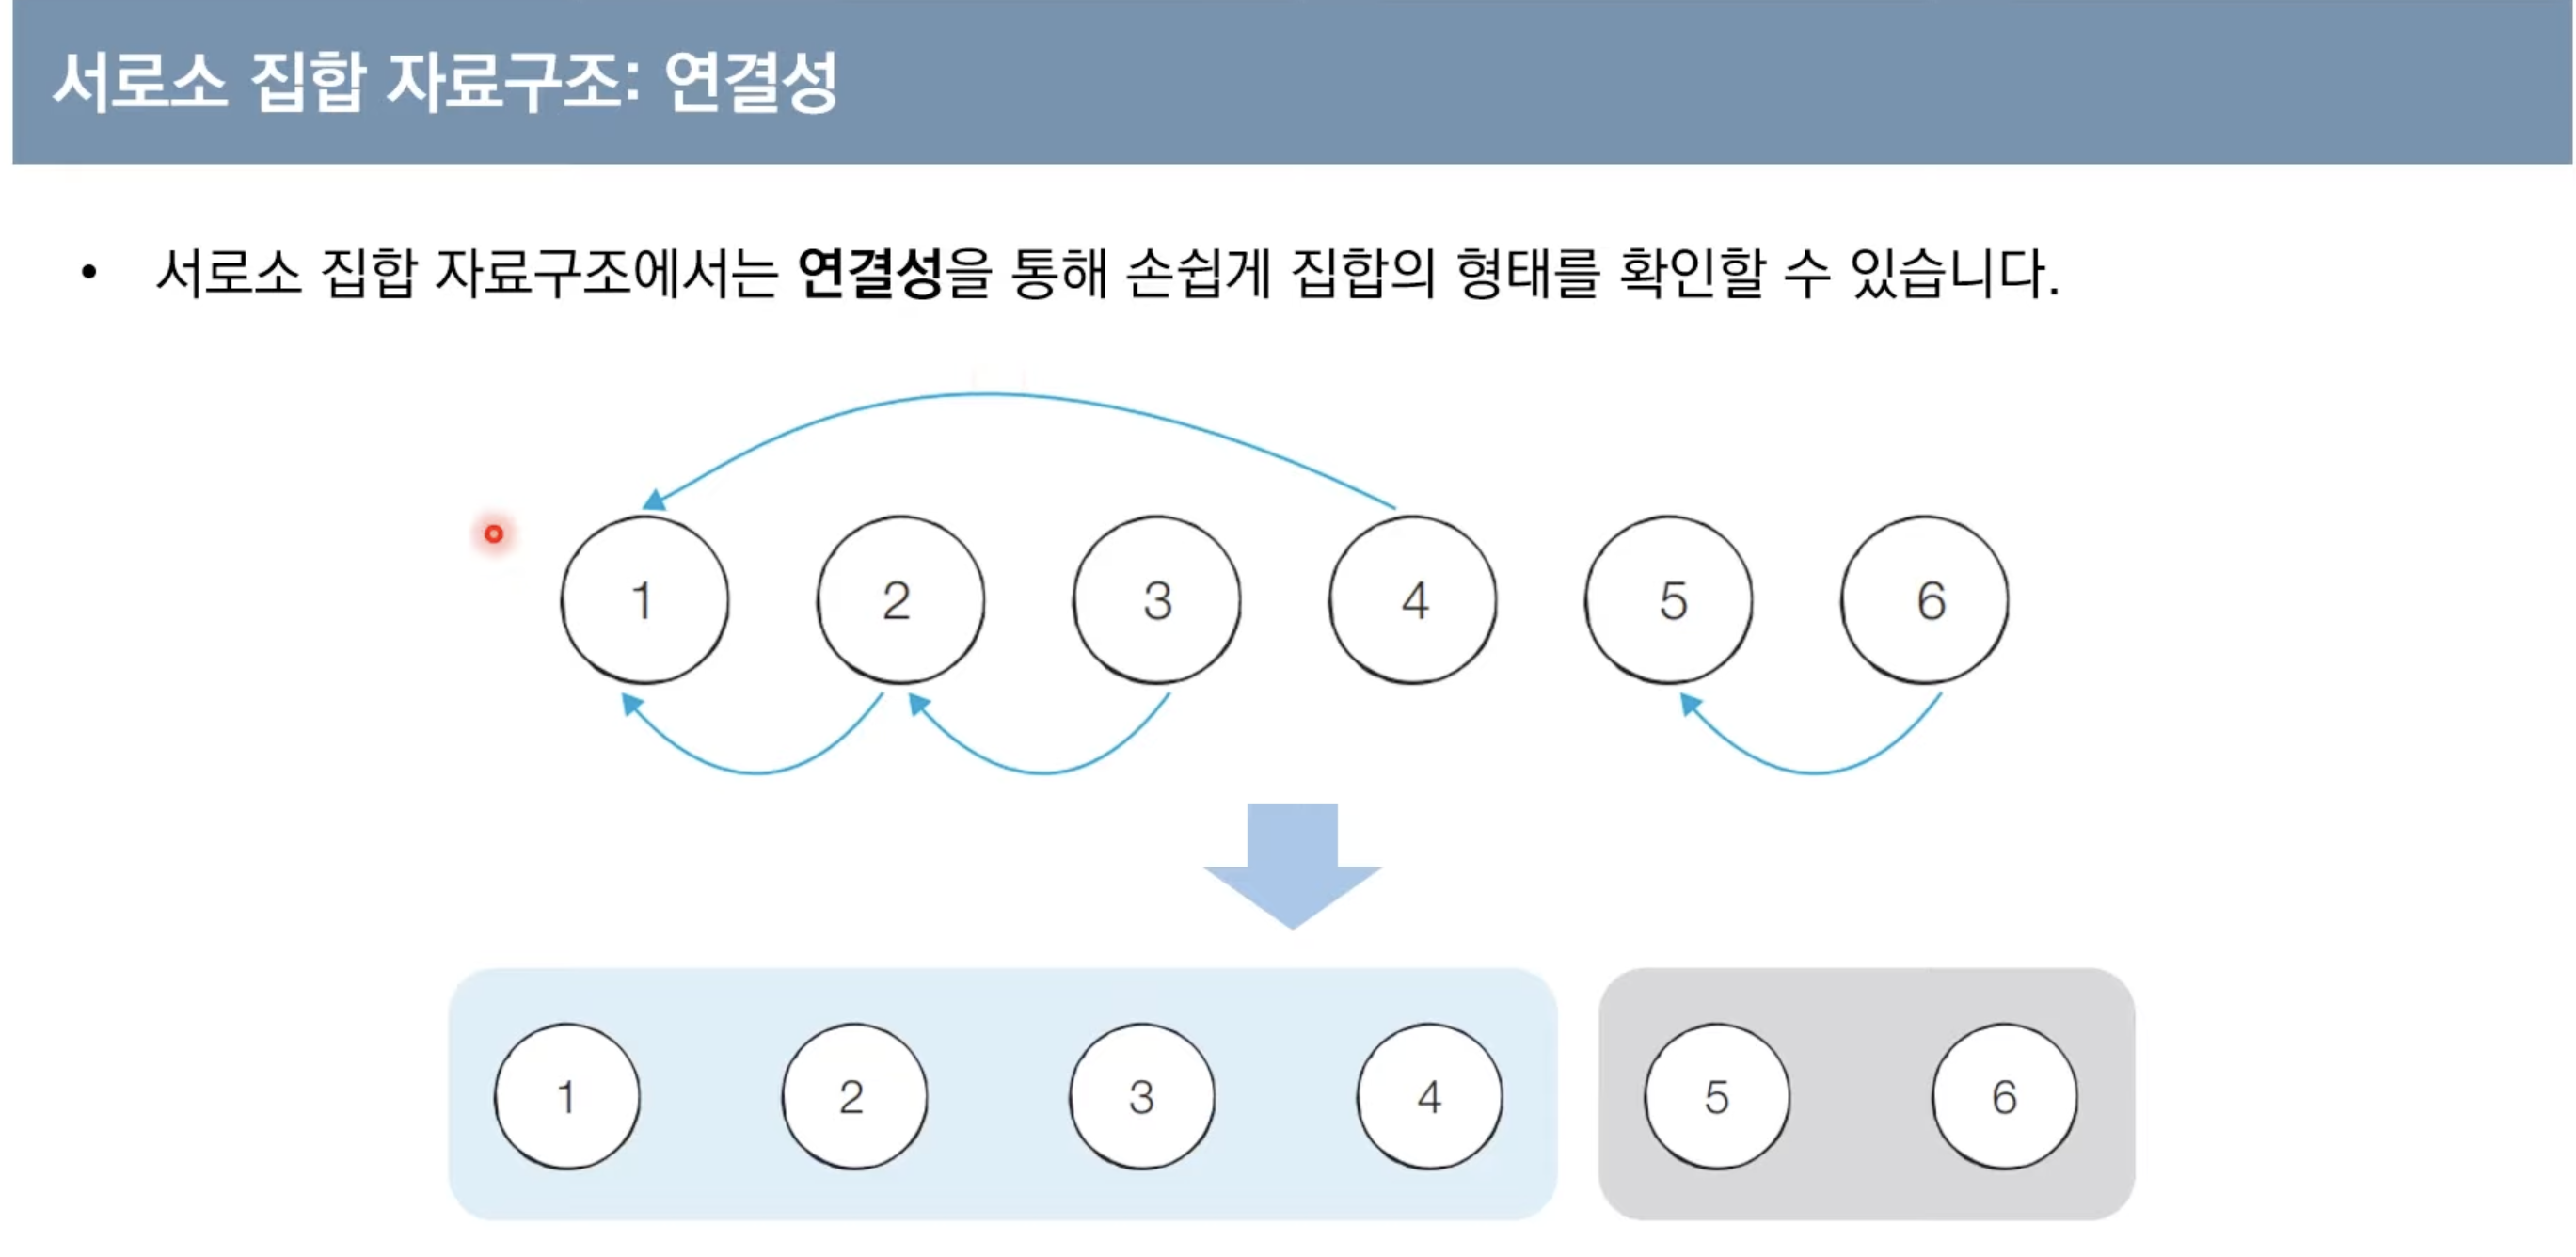 서로소 집합 자료구조: 연결성
• 서로소 집합 자료구조에서는 연결성을 통해 손쉽게 집합의 형태를 확인할 수 있습니다.
1 2 3 4 5 6
1 2 3 4 5 6